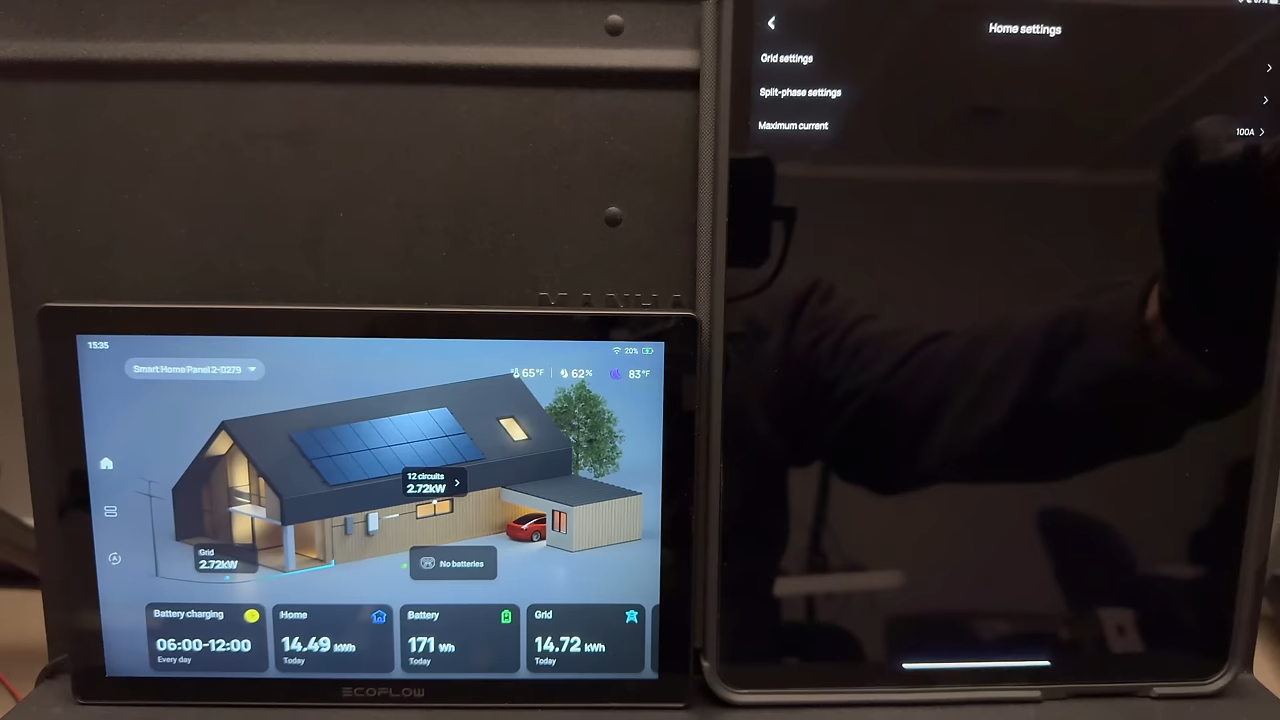 Home settings
Grid settings
Split-phase settings
Maximum current
100A
MANHA
15:35
20%
Smart Home Panel 2-0279
65°F
62%
83°F
12 circuits
2.72kW
Grid
2.72kW
No batteries
Battery charging
06:00-12:00
Every day
Home
14.49 kWh
Today
Battery
171 Wh
Today
Grid
14.72 kWh
Today
ECOFLOW